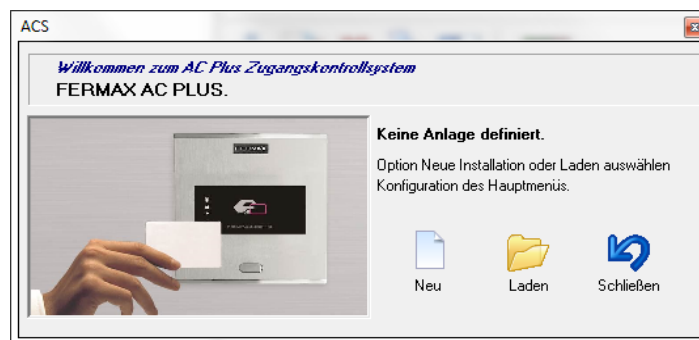 ACS
Willkommen zum AC Plus Zugangskontrollsystem
FERMAX AC PLUS.
Keine Anlage definiert.
Option Neue Installation oder Laden auswählen
Konfiguration des Hauptmenüs.
Neu
Laden
Schließen